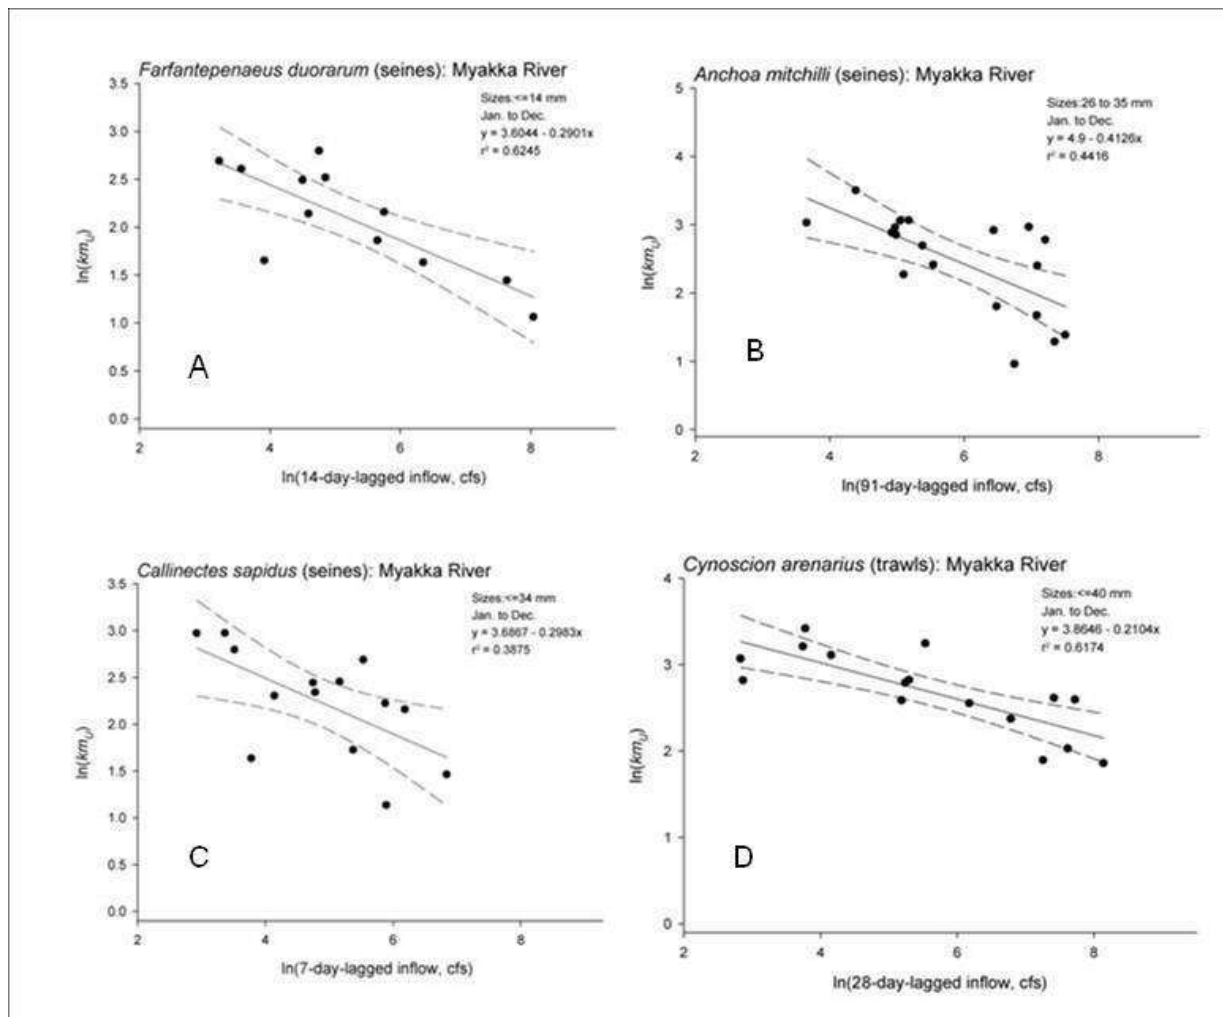 Farfantepenaeus duorarum (seines): Myakka River
Sizes:<=14 mm
Jan. to Dec.
y = 3.6044 - 0.2901x
r² = 0.6245
3.5
3.0
2.5
2.0
1.5
1.0
0.5
0.0
ln(kmᵤ)
A
2 4 6 8
ln(14-day-lagged inflow, cfs)
Anchoa mitchilli (seines): Myakka River
Sizes:26 to 35 mm
Jan. to Dec.
y = 4.9 - 0.4126x
r² = 0.4416
5
4
3
2
1
0
ln(kmᵤ)
B
2 4 6 8
ln(91-day-lagged inflow, cfs)
Callinectes sapidus (seines): Myakka River
Sizes:<=34 mm
Jan. to Dec.
y = 3.6867 - 0.2983x
r² = 0.3875
3.5
3.0
2.5
2.0
1.5
1.0
0.5
0.0
ln(kmᵤ)
C
2 4 6 8
ln(7-day-lagged inflow, cfs)
Cynoscion arenarius (trawls): Myakka River
Sizes:<=40 mm
Jan. to Dec.
y = 3.8646 - 0.2104x
r² = 0.6174
4
3
2
1
0
ln(kmᵤ)
D
2 4 6 8
ln(28-day-lagged inflow, cfs)